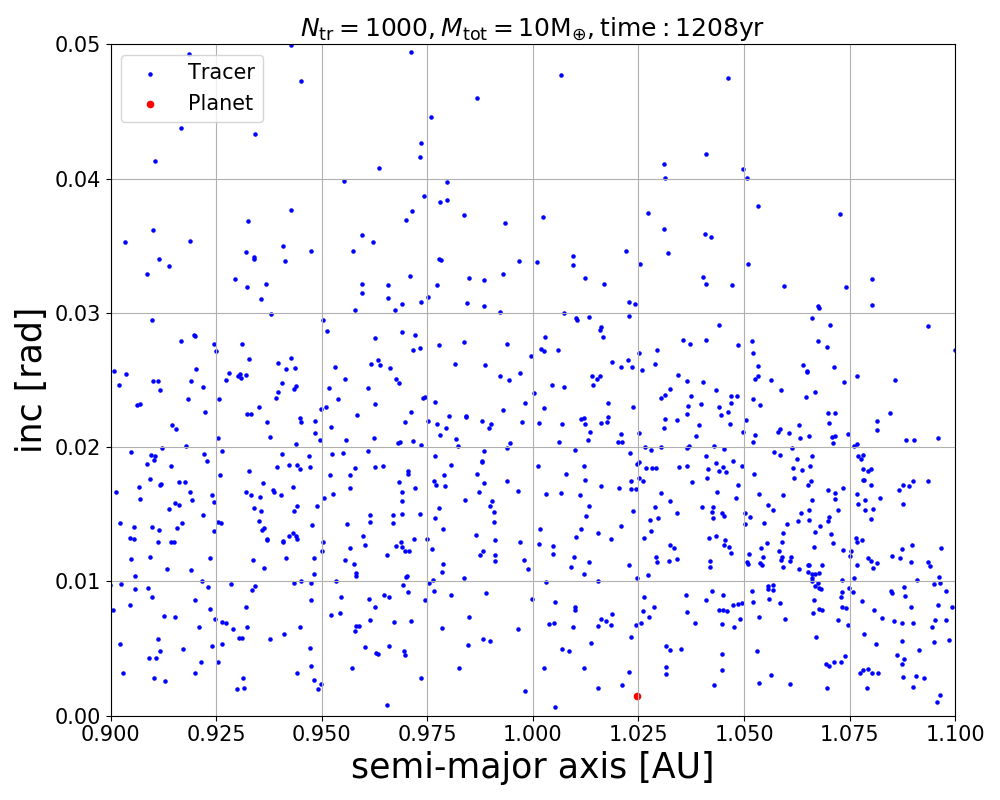 N_tr = 1000, M_tot = 10M_⊕, time : 1208yr
Tracer
Planet
0.05
0.04
0.03
0.02
0.01
0.00
inc [rad]
0.900 0.925 0.950 0.975 1.000 1.025 1.050 1.075 1.100
semi-major axis [AU]